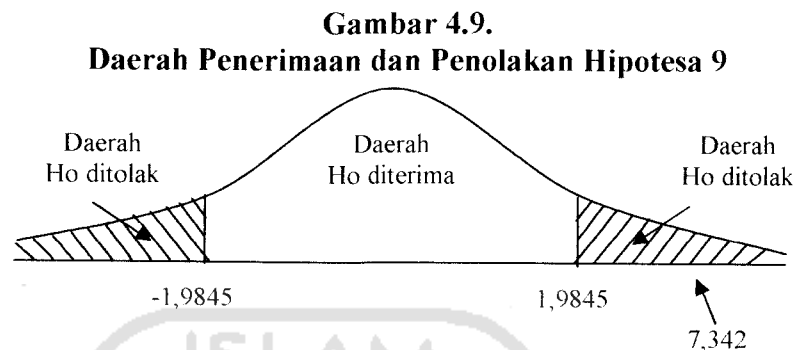 Gambar 4.9.
Daerah Penerimaan dan Penolakan Hipotesa 9
Daerah
Ho ditolak
Daerah
Ho diterima
Daerah
Ho ditolak
-1,9845
1,9845
7,342
ISLAM